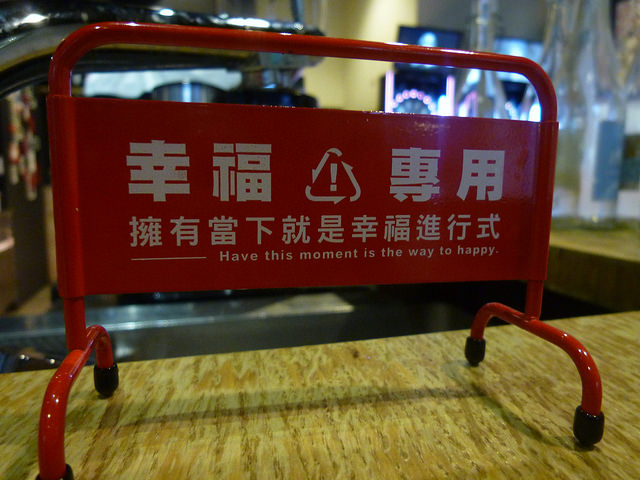 幸福 專用
擁有當下就是幸福進行式
Have this moment is the way to happy.